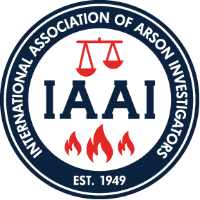 INTERNATIONAL ASSOCIATION OF ARSON INVESTIGATORS
IAAI
EST. 1949